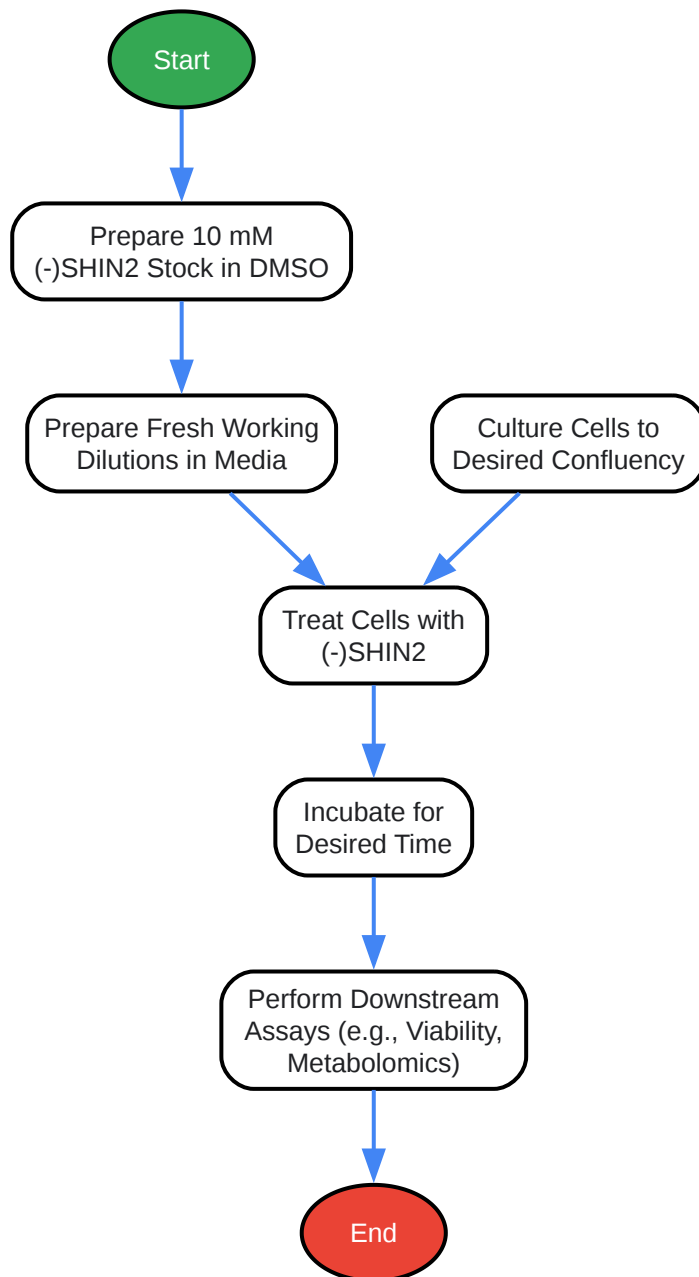 Start
Prepare 10 mM
(-)SHIN2 Stock in DMSO
Prepare Fresh Working
Dilutions in Media
Culture Cells to
Desired Confluency
Treat Cells with
(-)SHIN2
Incubate for
Desired Time
Perform Downstream
Assays (e.g., Viability,
Metabolomics)
End